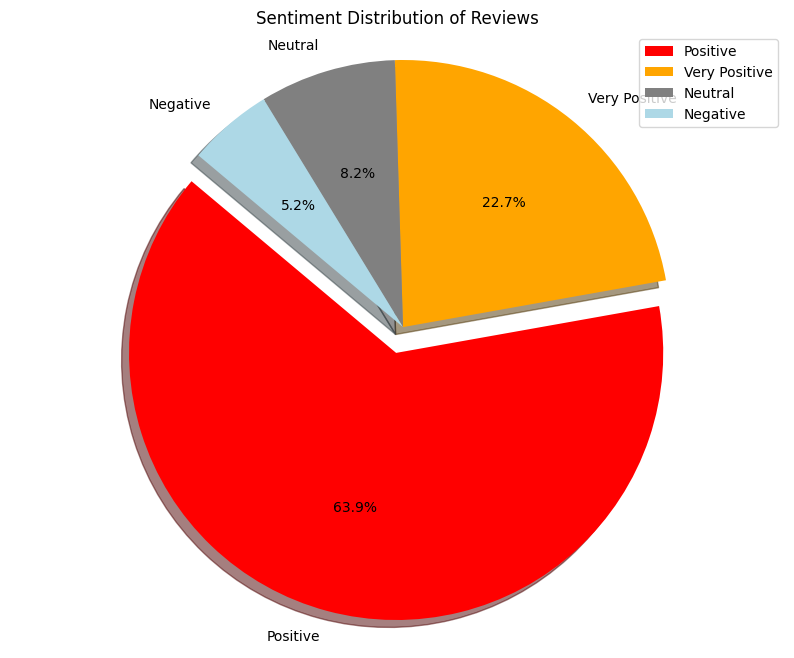 Sentiment Distribution of Reviews
Neutral
Negative
Very Positive
Positive
Very Positive
Neutral
Negative
8.2%
5.2%
22.7%
63.9%
Positive